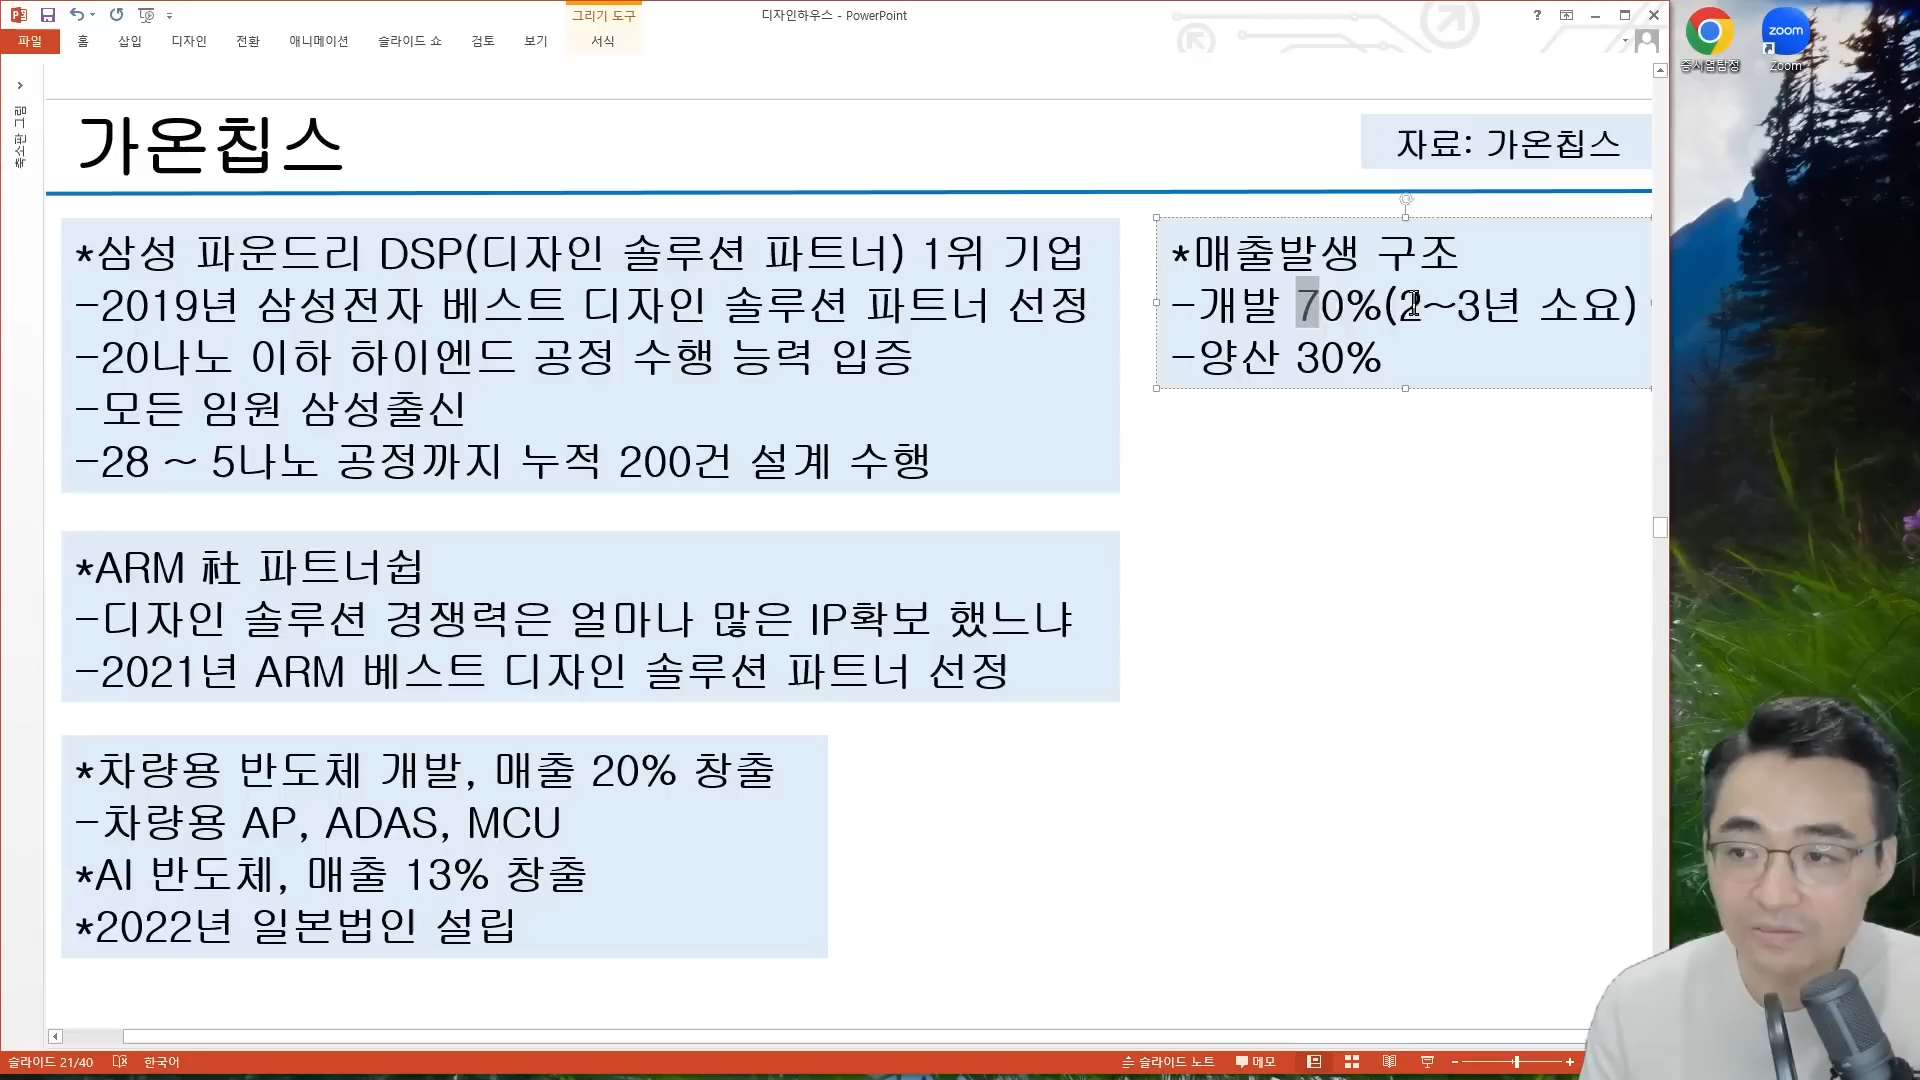 그리기 도구
디자인하우스 - PowerPoint
?
파일
홈
삽입
디자인
전환
애니메이션
슬라이드 쇼
검토
보기
서식
증시염탐정
zoom
Zoom
축소판 그림
가온칩스
자료: 가온칩스
*삼성 파운드리 DSP(디자인 솔루션 파트너) 1위 기업
-2019년 삼성전자 베스트 디자인 솔루션 파트너 선정
-20나노 이하 하이엔드 공정 수행 능력 입증
-모든 임원 삼성출신
-28 ~ 5나노 공정까지 누적 200건 설계 수행
*매출발생 구조
-개발 70%(2~3년 소요)
-양산 30%
*ARM 社 파트너쉽
-디자인 솔루션 경쟁력은 얼마나 많은 IP확보 했느냐
-2021년 ARM 베스트 디자인 솔루션 파트너 선정
*차량용 반도체 개발, 매출 20% 창출
-차량용 AP, ADAS, MCU
*AI 반도체, 매출 13% 창출
*2022년 일본법인 설립
슬라이드 21/40
한국어
슬라이드 노트
메모